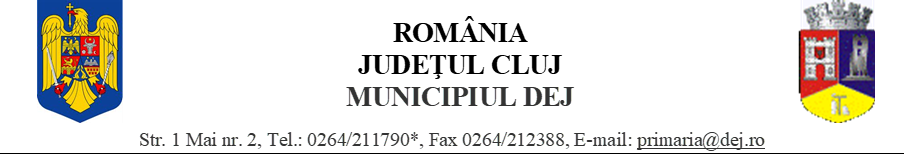 ROMÂNIA
JUDEŢUL CLUJ
MUNICIPIUL DEJ
Str. 1 Mai nr. 2, Tel.: 0264/211790*, Fax 0264/212388, E-mail: primaria@dej.ro